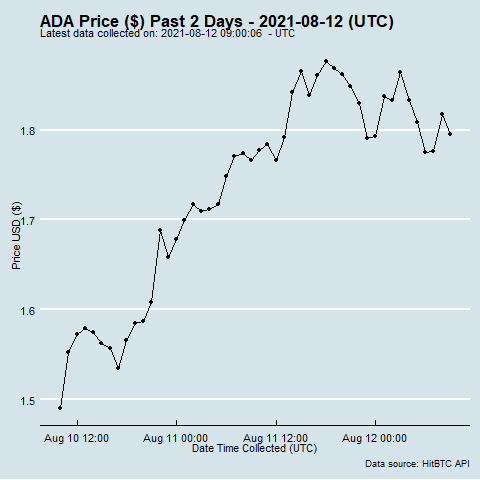 ADA Price ($) Past 2 Days - 2021-08-12 (UTC)
Latest data collected on: 2021-08-12 09:00:06  - UTC
1.8
1.7
Price USD ($)
1.6
1.5
Aug 10 12:00 Aug 11 00:00 Aug 11 12:00 Aug 12 00:00
Date Time Collected (UTC)
Data source: HitBTC API